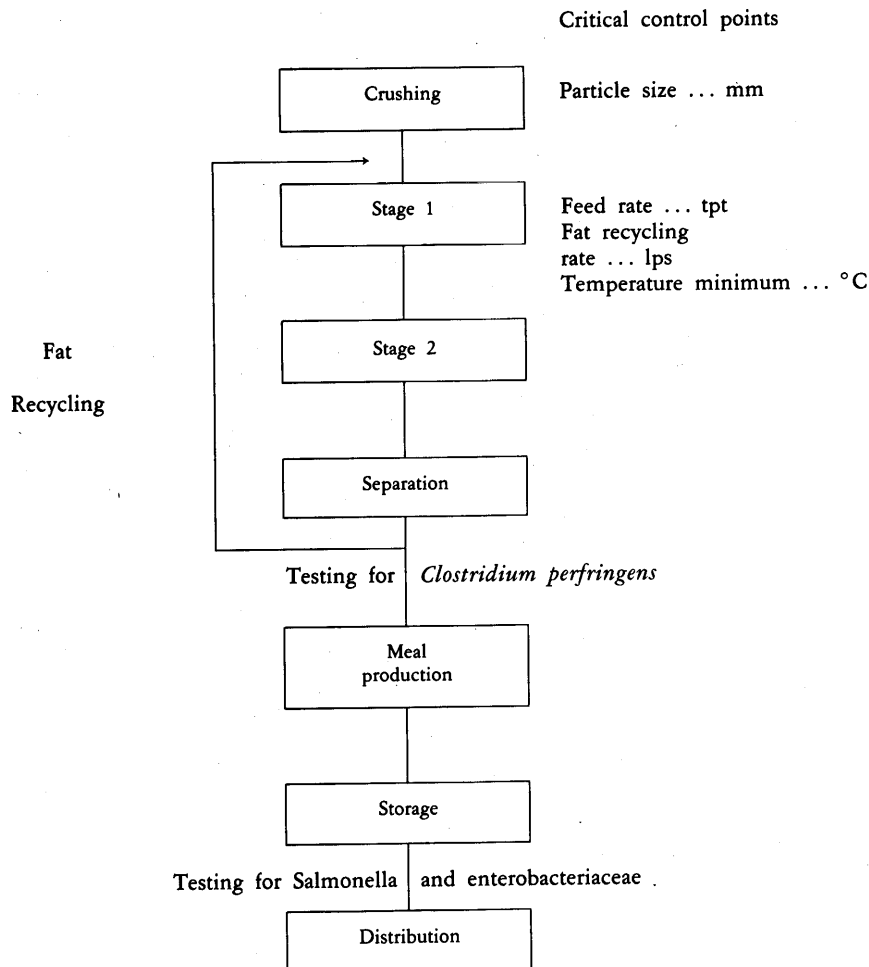 Critical control points
Crushing
Particle size ... mm
Stage 1
Feed rate ... tpt
Fat recycling
rate ... lps
Temperature minimum ... °C
Stage 2
Fat
Recycling
Separation
Testing for Clostridium perfringens
Meal
production
Storage
Testing for Salmonella and enterobacteriaceae .
Distribution